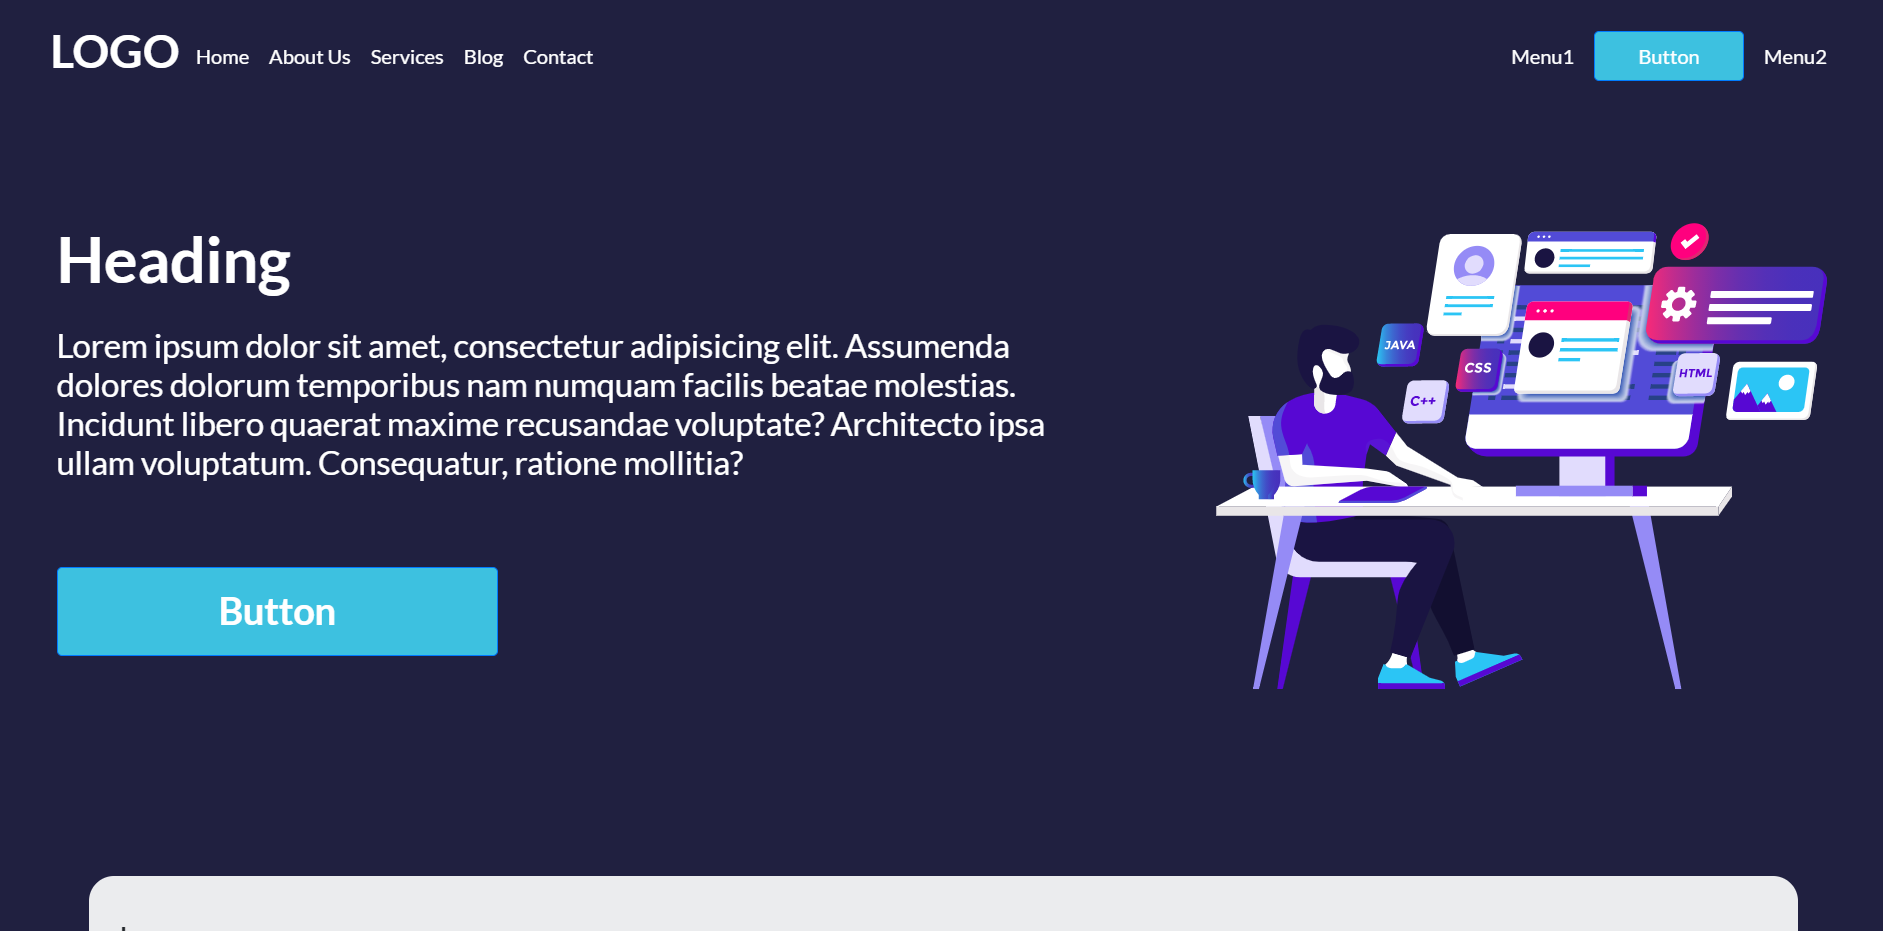 LOGO Home About Us Services Blog Contact Menu1 Button Menu2
Heading
Lorem ipsum dolor sit amet, consectetur adipisicing elit. Assumenda
dolores dolorum temporibus nam numquam facilis beatae molestias.
Incidunt libero quaerat maxime recusandae voluptate? Architecto ipsa
ullam voluptatum. Consequatur, ratione mollitia?
Button
JAVA
CSS
C++
HTML